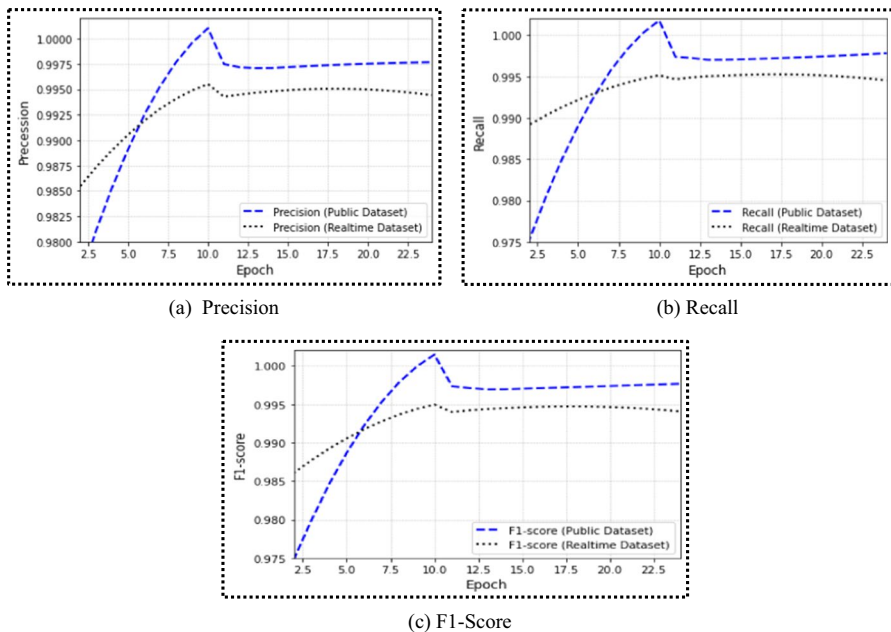 1.0000
0.9975
0.9950
0.9925
0.9900
0.9875
0.9850
0.9825
0.9800
Precession
Precision (Public Dataset)
Precision (Realtime Dataset)
2.5 5.0 7.5 10.0 12.5 15.0 17.5 20.0 22.5
Epoch
(a) Precision
1.000
0.995
0.990
0.985
0.980
0.975
Recall
Recall (Public Dataset)
Recall (Realtime Dataset)
2.5 5.0 7.5 10.0 12.5 15.0 17.5 20.0 22.5
Epoch
(b) Recall
1.000
0.995
0.990
0.985
0.980
0.975
F1-score
F1-score (Public Dataset)
F1-score (Realtime Dataset)
2.5 5.0 7.5 10.0 12.5 15.0 17.5 20.0 22.5
Epoch
(c) F1-Score